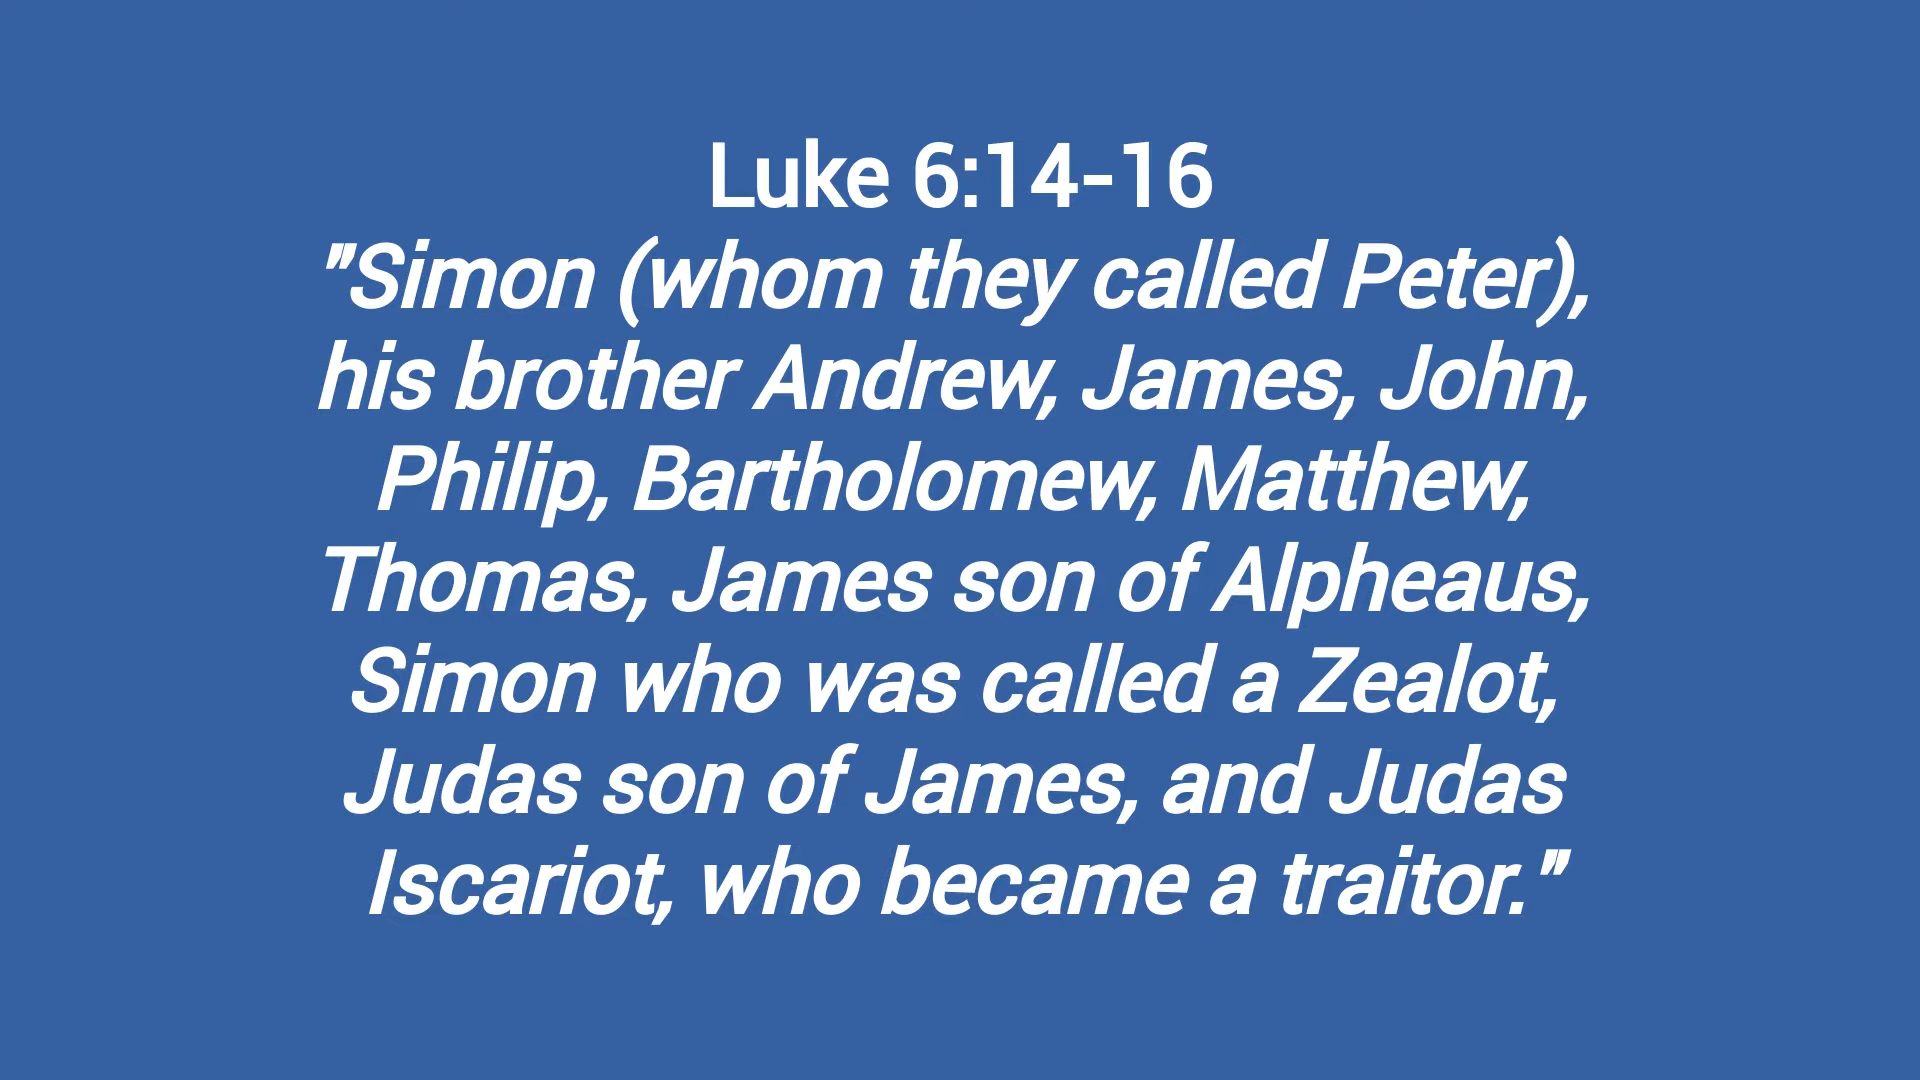 Luke 6:14-16
"Simon (whom they called Peter),
his brother Andrew, James, John,
Philip, Bartholomew, Matthew,
Thomas, James son of Alpheaus,
Simon who was called a Zealot,
Judas son of James, and Judas
Iscariot, who became a traitor."